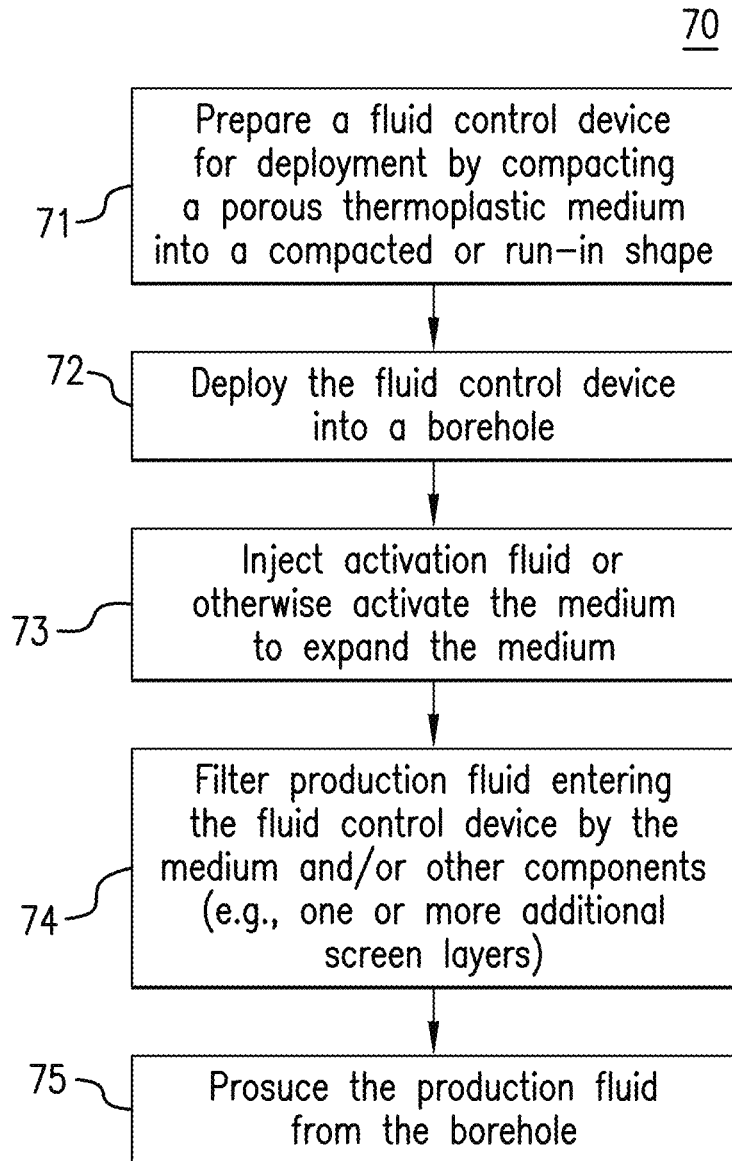 70
Prepare a fluid control device
for deployment by compacting
a porous thermoplastic medium
into a compacted or run-in shape
71
72
Deploy the fluid control device
into a borehole
Inject activation fluid or
otherwise activate the medium
to expand the medium
73
Filter production fluid entering
the fluid control device by the
medium and/or other components
(e.g., one or more additional
screen layers)
74
75
Prosuce the production fluid
from the borehole